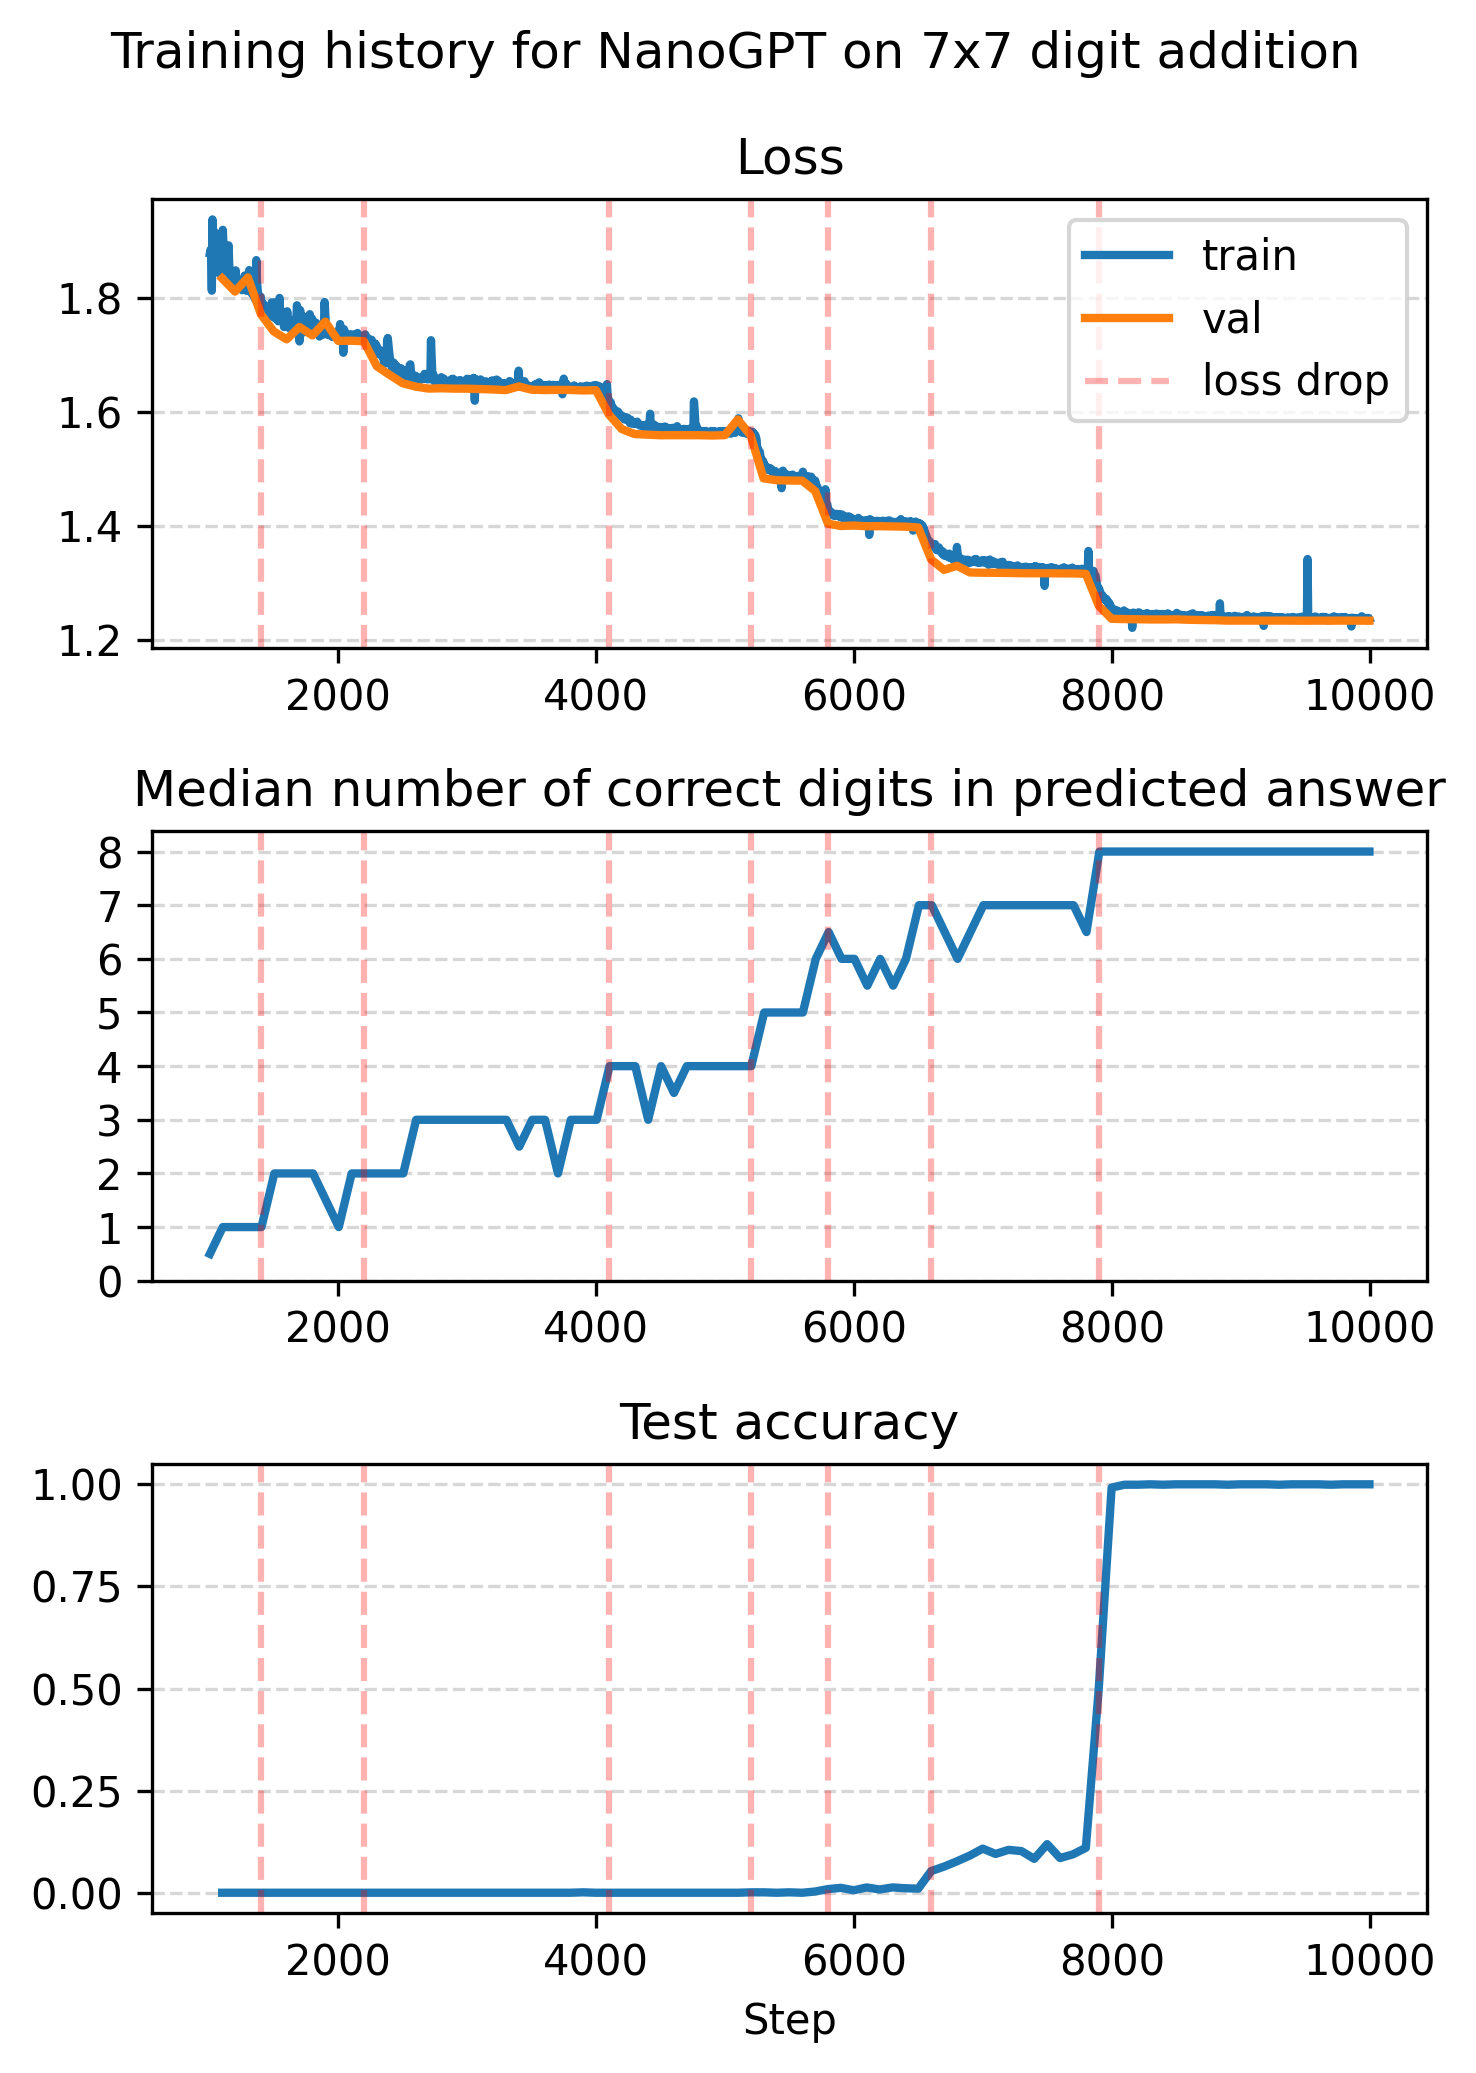 Training history for NanoGPT on 7x7 digit addition
Loss
1.8
1.6
1.4
1.2
train
val
loss drop
2000 4000 6000 8000 10000
Median number of correct digits in predicted answer
8
7
6
5
4
3
2
1
0
2000 4000 6000 8000 10000
Test accuracy
1.00
0.75
0.50
0.25
0.00
2000 4000 6000 8000 10000
Step